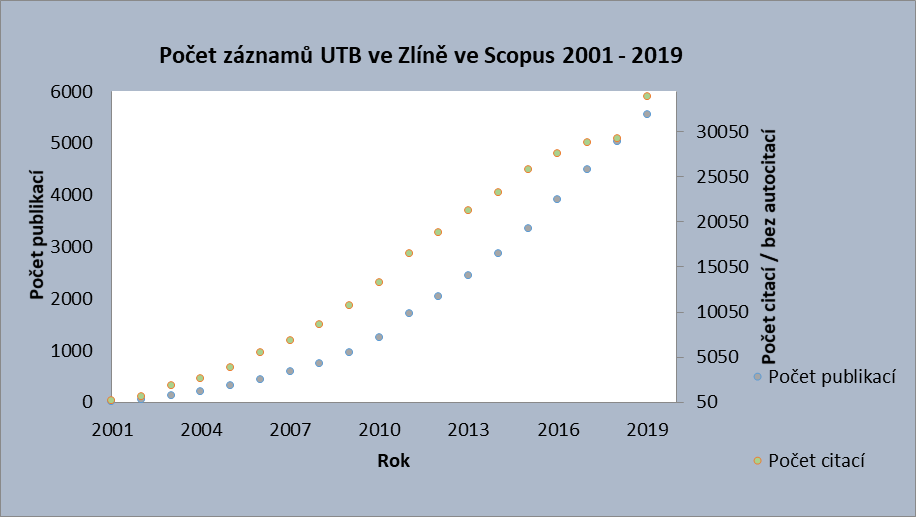 Počet záznamů UTB ve Zlíně ve Scopus 2001 - 2019
Počet publikací
6000
5000
4000
3000
2000
1000
0
30050
25050
20050
15050
10050
5050
50
Počet citací / bez autocitací
2001 2004 2007 2010 2013 2016 2019
Rok
Počet publikací
Počet citací